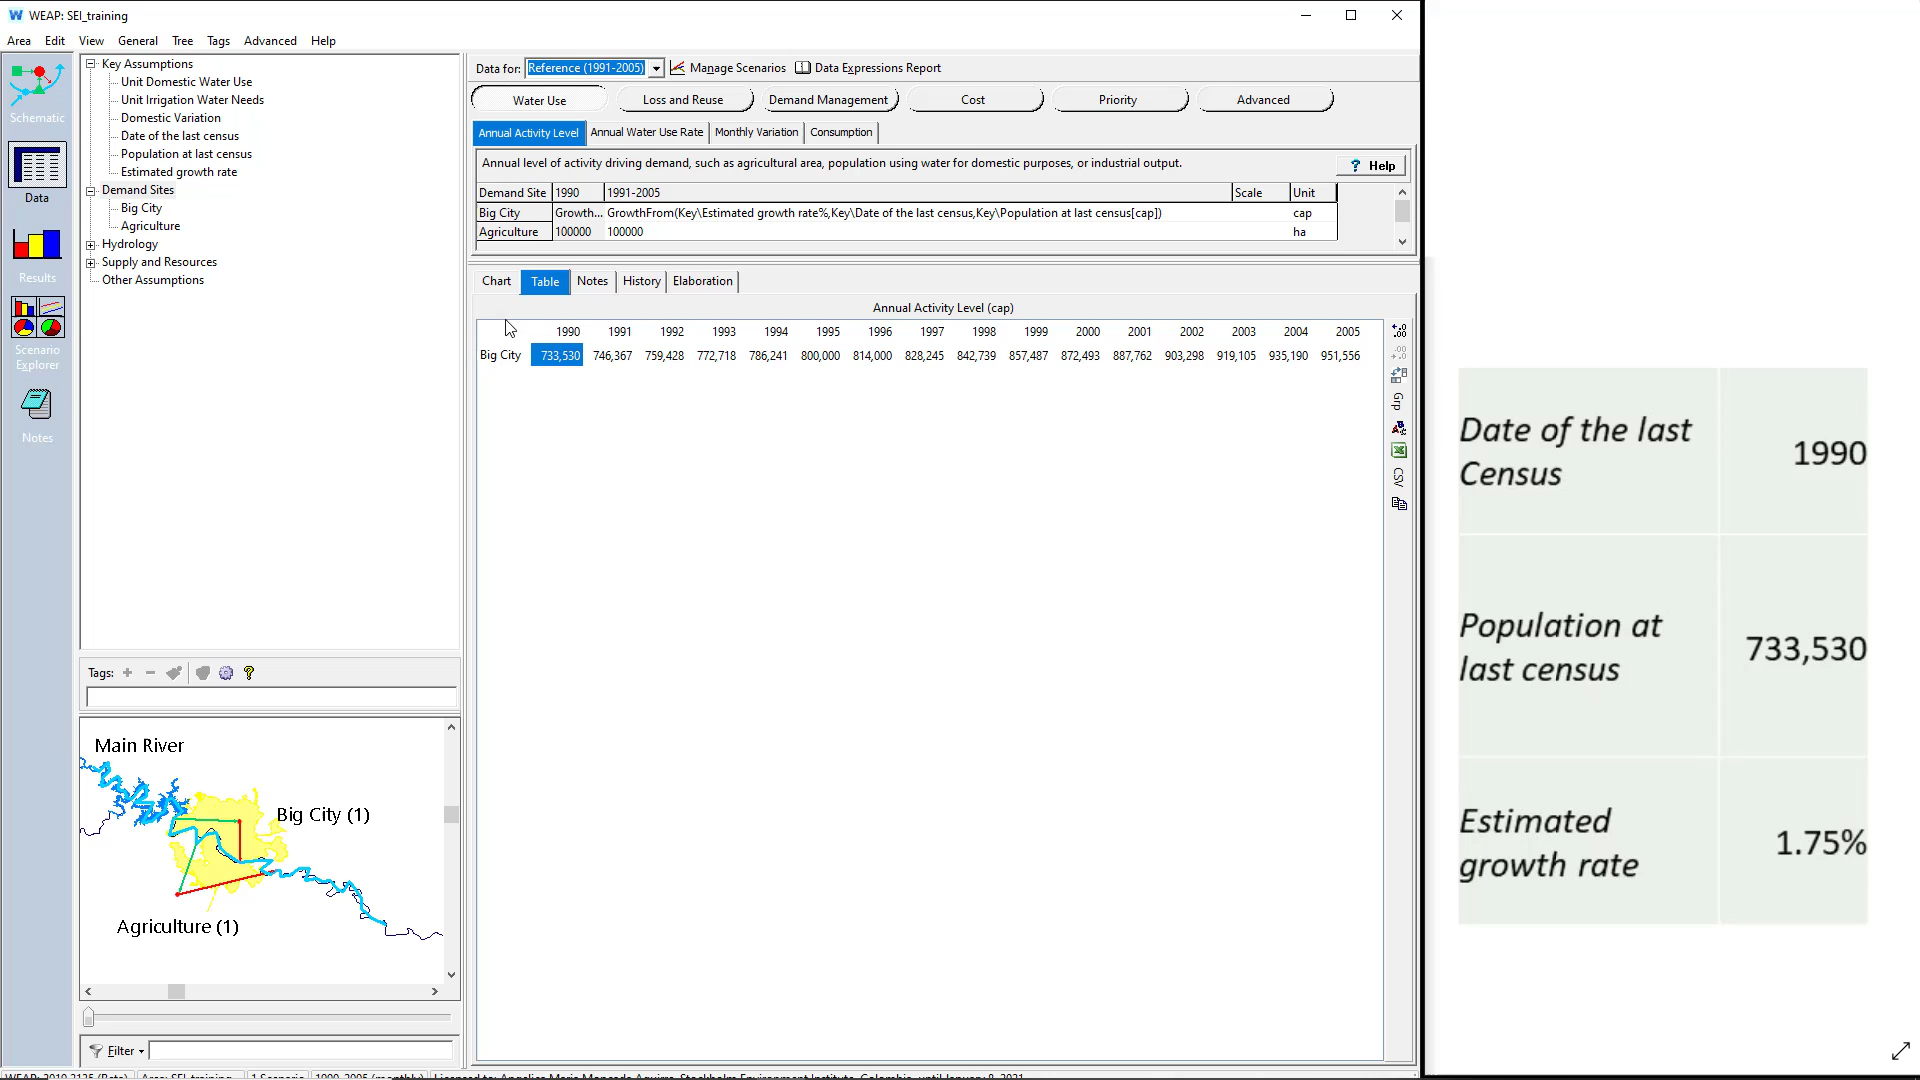 WEAP: SEI_training
Area Edit View General Tree Tags Advanced Help
Schematic
Data
Results
Scenario
Explorer
Notes
Key Assumptions
Unit Domestic Water Use
Unit Irrigation Water Needs
Domestic Variation
Date of the last census
Population at last census
Estimated growth rate
Demand Sites
Big City
Agriculture
Hydrology
Supply and Resources
Other Assumptions
Tags:
Main River
Big City (1)
Agriculture (1)
Filter
Data for: Reference (1991-2005) Manage Scenarios Data Expressions Report
Water Use Loss and Reuse Demand Management Cost Priority Advanced
Annual Activity Level Annual Water Use Rate Monthly Variation Consumption
Annual level of activity driving demand, such as agricultural area, population using water for domestic purposes, or industrial output. ? Help
Demand Site 1990 1991-2005 Scale Unit
Big City Growth... GrowthFrom(Key\Estimated growth rate%,Key\Date of the last census,Key\Population at last census[cap]) cap
Agriculture 100000 100000 ha
Chart Table Notes History Elaboration
Annual Activity Level (cap)
1990 1991 1992 1993 1994 1995 1996 1997 1998 1999 2000 2001 2002 2003 2004 2005
Big City 733,530 746,367 759,428 772,718 786,241 800,000 814,000 828,245 842,739 857,487 872,493 887,762 903,298 919,105 935,190 951,556
Grp
CSV
Date of the last
Census
1990
Population at
last census
733,530
Estimated
growth rate
1.75%